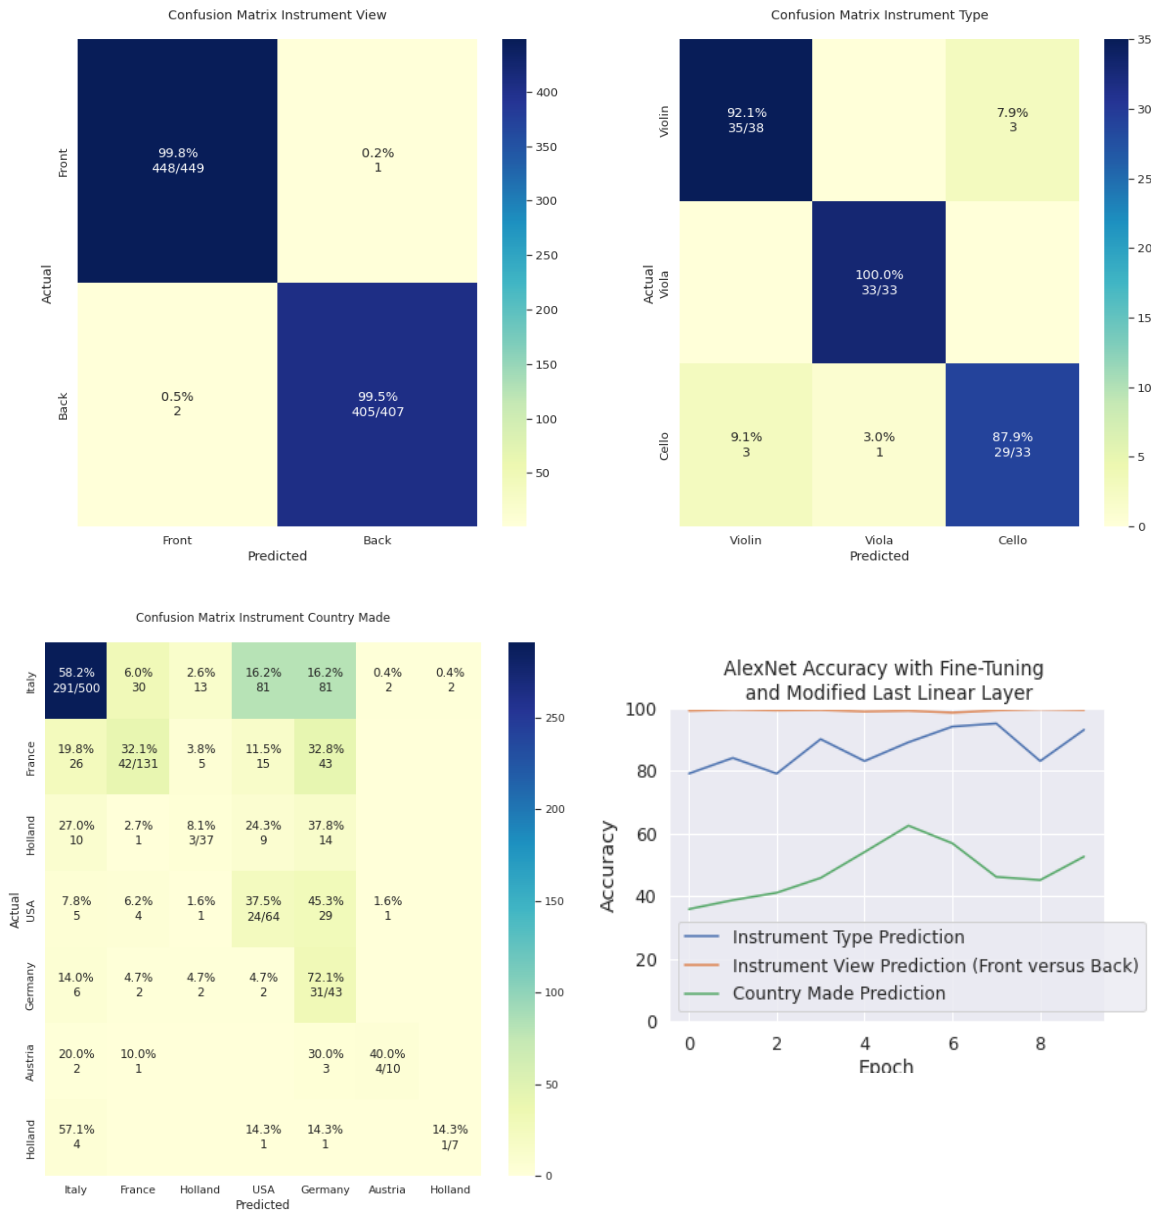 Confusion Matrix Instrument View
Front
Back
Actual
99.8%
448/449
0.2%
1
0.5%
2
99.5%
405/407
Front
Back
Predicted
400
350
300
250
200
150
100
50
Confusion Matrix Instrument Type
Violin
Viola
Cello
Actual
92.1%
35/38
7.9%
3
100.0%
33/33
9.1%
3
3.0%
1
87.9%
29/33
Violin
Viola
Cello
Predicted
35
30
25
20
15
10
5
0
Confusion Matrix Instrument Country Made
Actual
Italy
58.2% 6.0% 2.6% 16.2% 16.2% 0.4% 0.4%
291/500 30 13 81 81 2 2
France
19.8% 32.1% 3.8% 11.5% 32.8%
26 42/131 5 15 43
Holland
27.0% 2.7% 8.1% 24.3% 37.8%
10 1 3/37 9 14
USA
7.8% 6.2% 1.6% 37.5% 45.3% 1.6%
5 4 1 24/64 29 1
Germany
14.0% 4.7% 4.7% 4.7% 72.1%
6 2 2 2 31/43
Austria
20.0% 10.0% 30.0% 40.0%
2 1 3 4/10
Holland
57.1% 14.3% 14.3% 14.3%
4 1 1 1/7
Italy France Holland USA Germany Austria Holland
Predicted
250
200
150
100
50
0
AlexNet Accuracy with Fine-Tuning
and Modified Last Linear Layer
Accuracy
100
80
60
40
20
0
Instrument Type Prediction
Instrument View Prediction (Front versus Back)
Country Made Prediction
0 2 4 6 8
Epoch